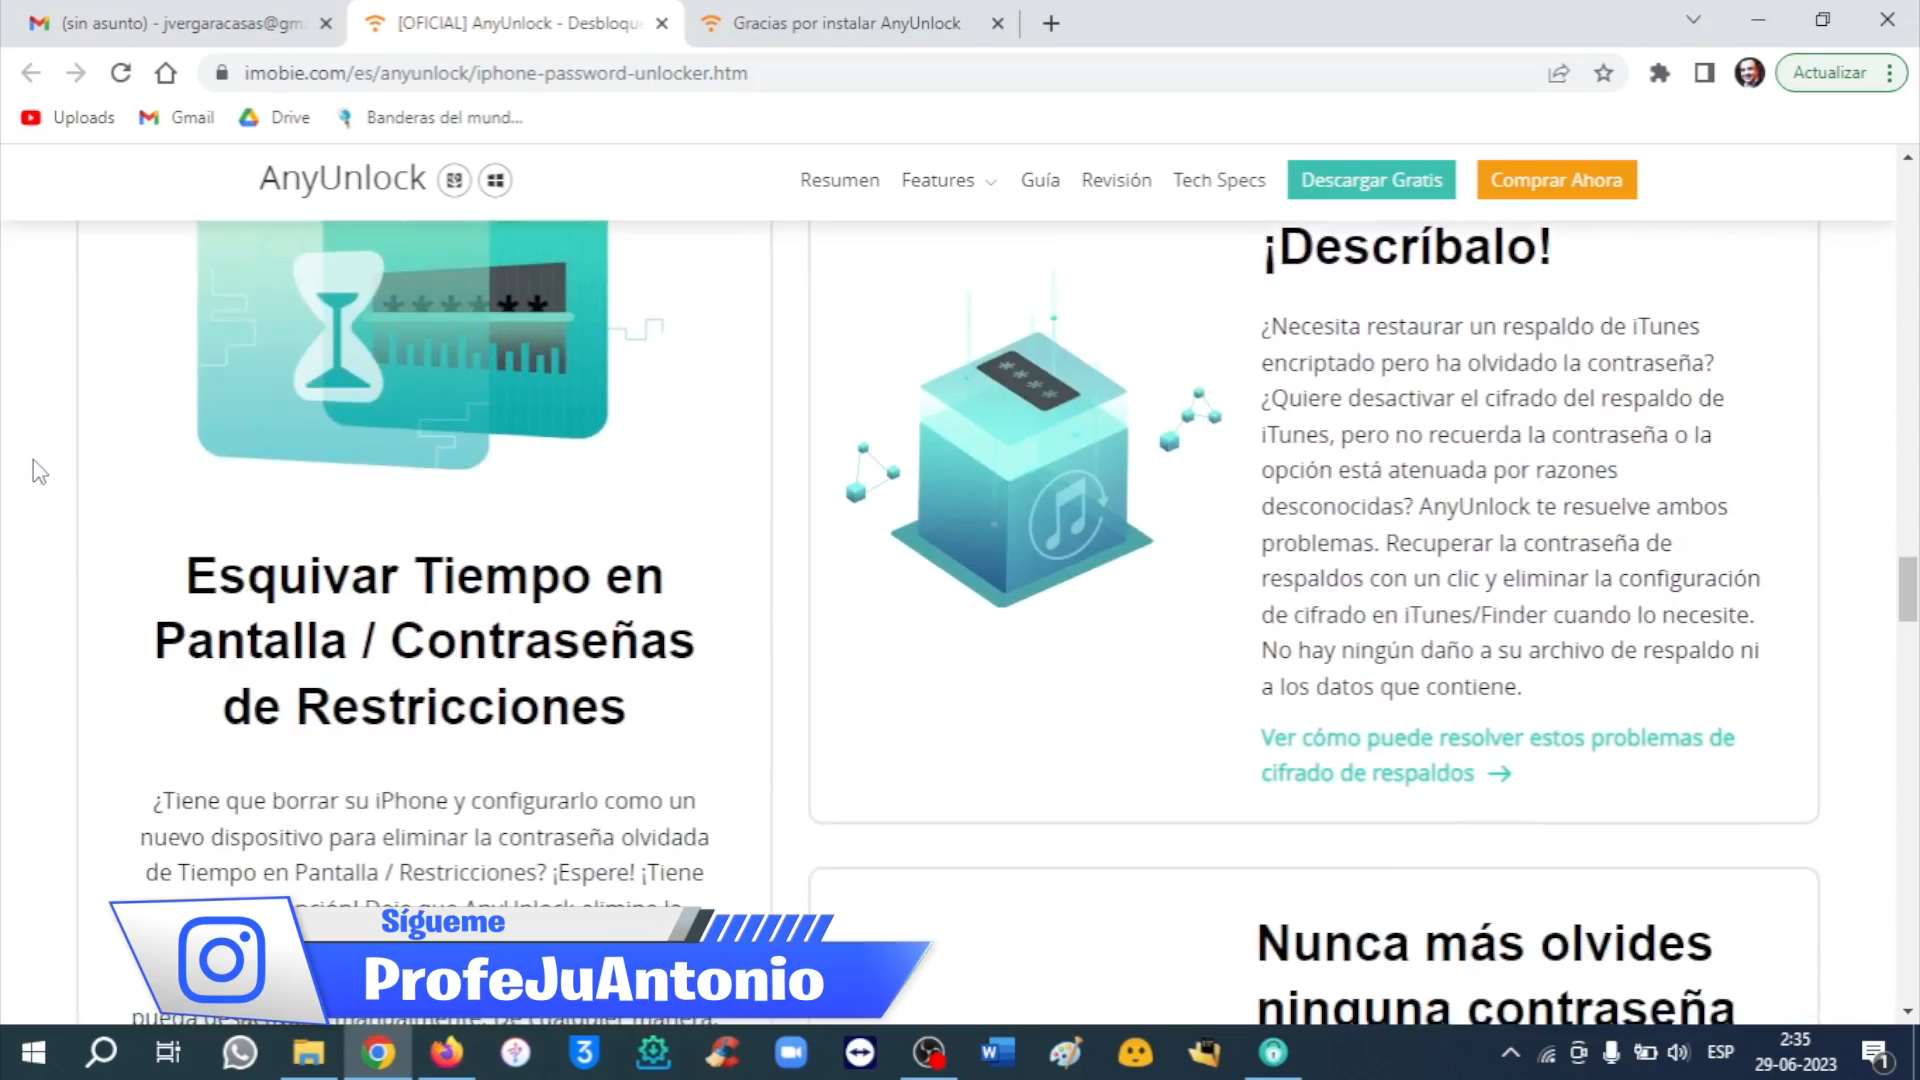 (sin asunto) - jvergaracasas@gm
[OFICIAL] AnyUnlock - Desbloque
Gracias por instalar AnyUnlock
imobie.com/es/anyunlock/iphone-password-unlocker.htm
Actualizar
Uploads
Gmail
Drive
Banderas del mund...
AnyUnlock
Resumen
Features
Guía
Revisión
Tech Specs
Descargar Gratis
Comprar Ahora
Esquivar Tiempo en
Pantalla / Contraseñas
de Restricciones
¿Tiene que borrar su iPhone y configurarlo como un
nuevo dispositivo para eliminar la contraseña olvidada
de Tiempo en Pantalla / Restricciones? ¡Espere! ¡Tiene
¡Descríbalo!
¿Necesita restaurar un respaldo de iTunes
encriptado pero ha olvidado la contraseña?
¿Quiere desactivar el cifrado del respaldo de
iTunes, pero no recuerda la contraseña o la
opción está atenuada por razones
desconocidas? AnyUnlock te resuelve ambos
problemas. Recuperar la contraseña de
respaldos con un clic y eliminar la configuración
de cifrado en iTunes/Finder cuando lo necesite.
No hay ningún daño a su archivo de respaldo ni
a los datos que contiene.
Ver cómo puede resolver estos problemas de
cifrado de respaldos →
Nunca más olvides
ninguna contraseña
Sígueme
ProfeJuAntonio
ESP
2:35
29-06-2023
1